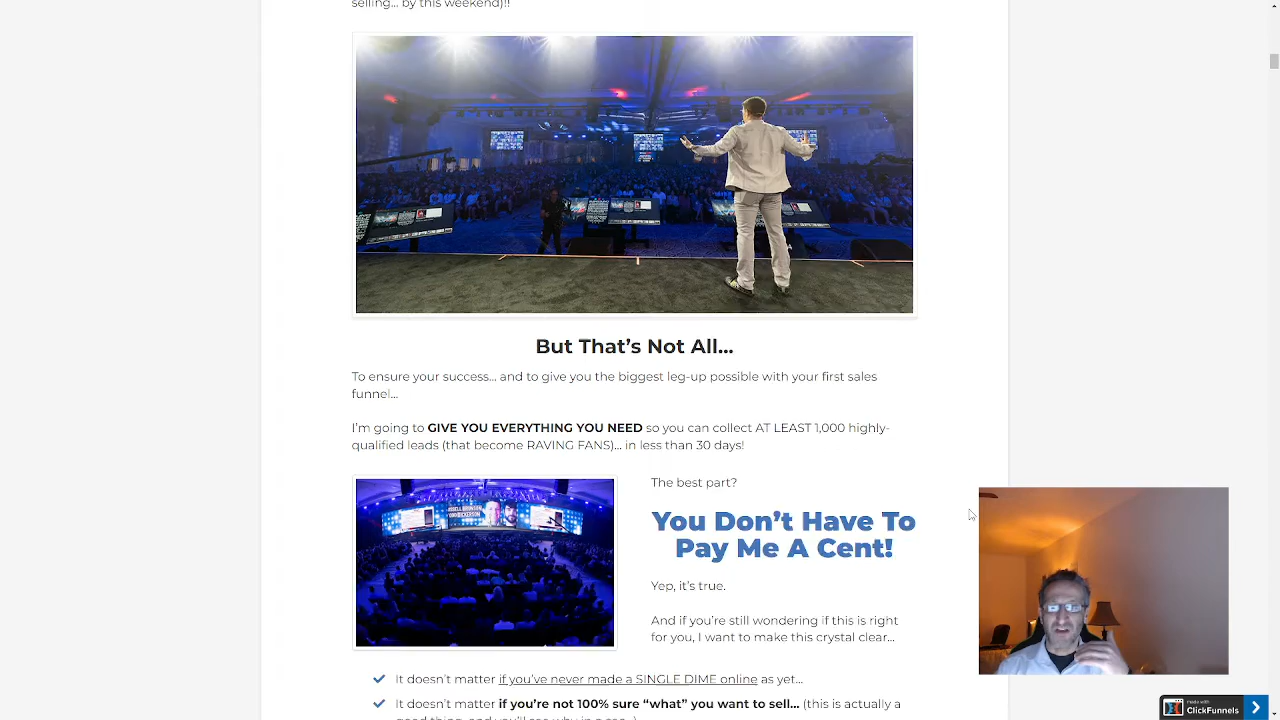 selling... by this weekend)!!
But That's Not All...
To ensure your success... and to give you the biggest leg-up possible with your first sales
funnel...
I'm going to GIVE YOU EVERYTHING YOU NEED so you can collect AT LEAST 1,000 highly-
qualified leads (that become RAVING FANS)... in less than 30 days!
The best part?
You Don't Have To
Pay Me A Cent!
Yep, it's true.
And if you're still wondering if this is right
for you, I want to make this crystal clear...
It doesn't matter if you've never made a SINGLE DIME online as yet...
It doesn't matter if you're not 100% sure "what" you want to sell... (this is actually a
made with
ClickFunnels